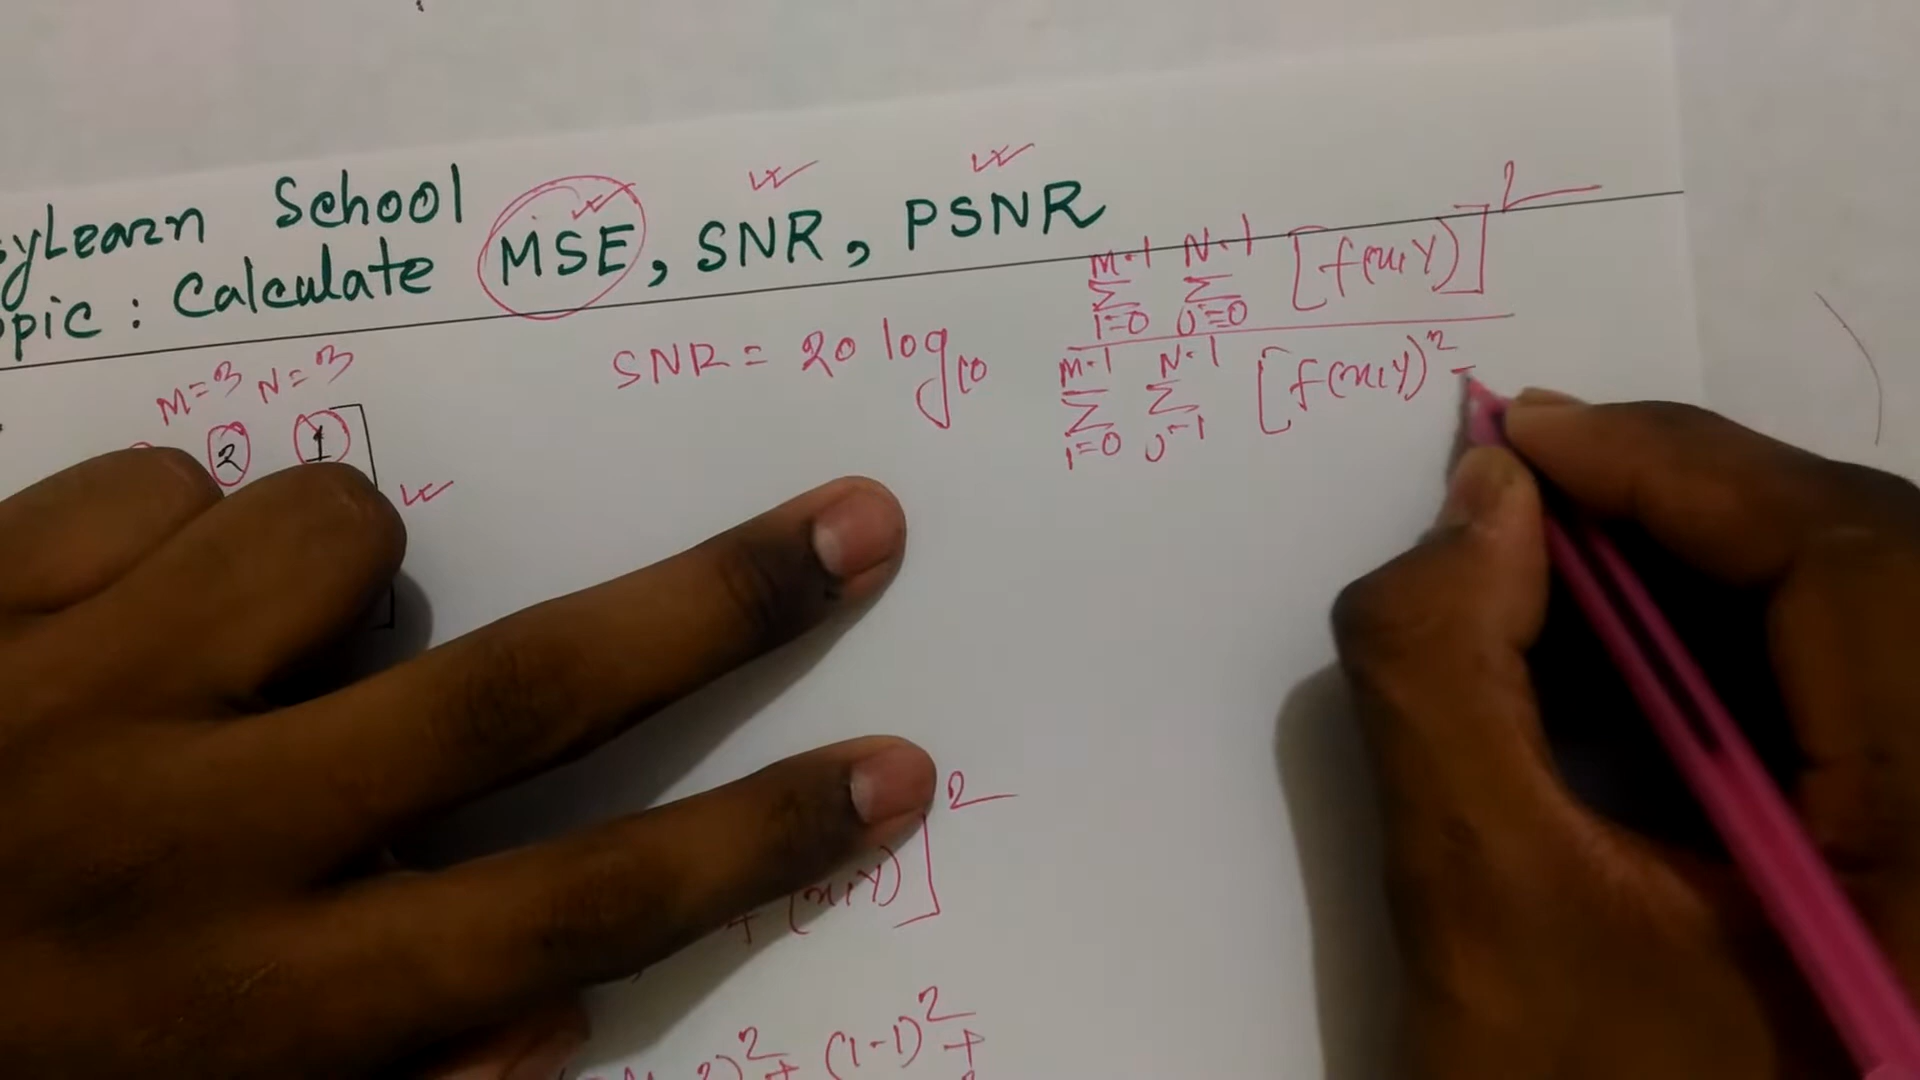 yLearn School
pic : Calculate MSE, SNR, PSNR
M=3 N=3
2 1
SNR = 20 log10
M-1 N-1
∑ ∑ [f(x,y)]²
i=0 j=0
M-1 N-1
∑ ∑ [f(x,y)^ -
i=0 j-1
(x,y)]²
)² + (1-1)² +